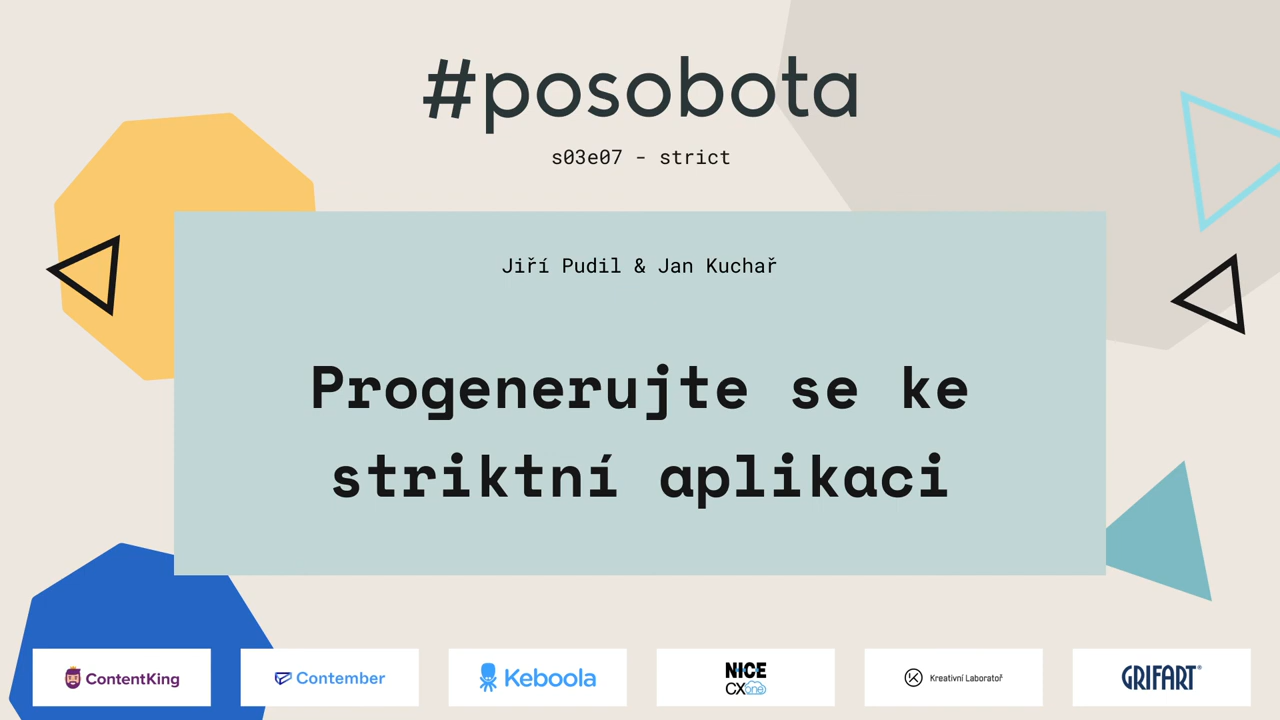 #posobota
s03e07 - strict
Jiří Pudil & Jan Kuchař
Progenerujte se ke
striktní aplikaci
ContentKing
Contember
Keboola
NICE
CXone
Kreativní Laboratoř
GRIFART®